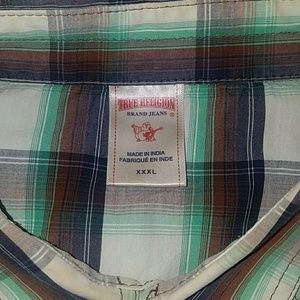 TRUE RELIGION
BRAND JEANS ®
MADE IN INDIA
FABRIQUÉ EN INDE
XXXL